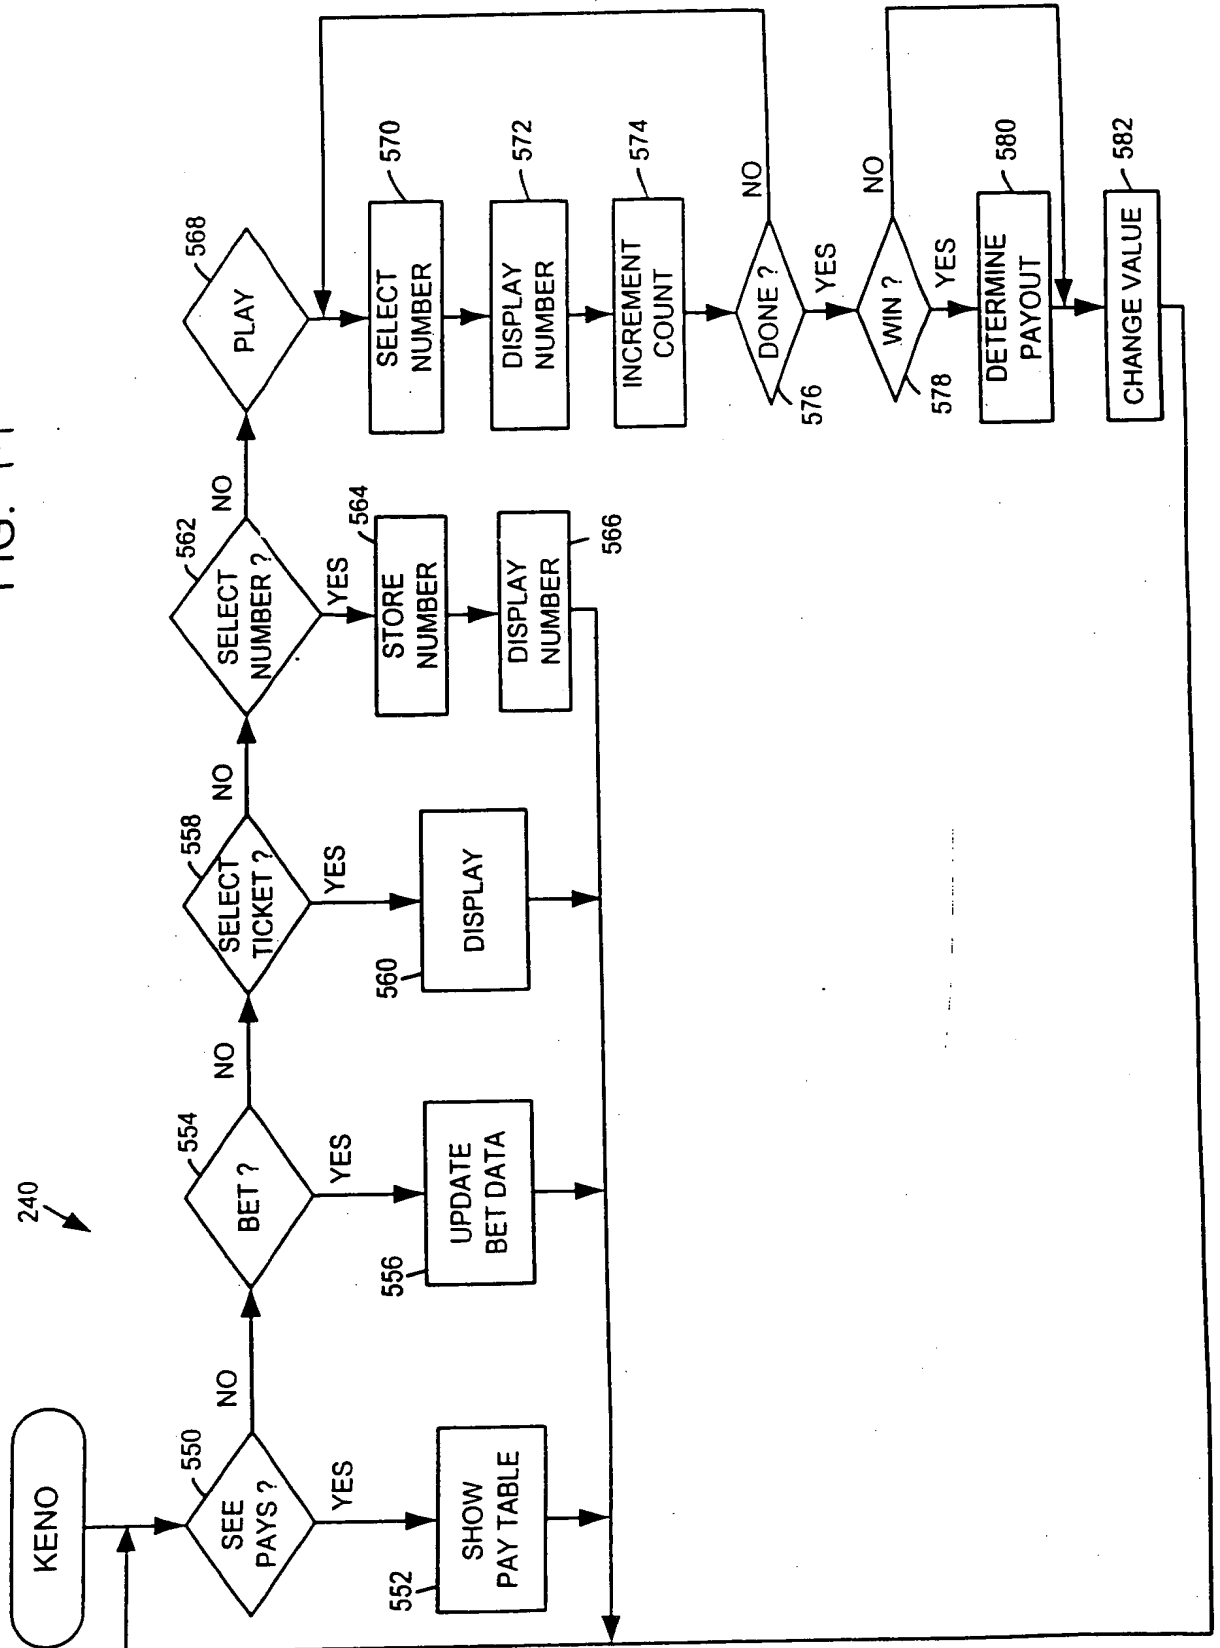 FIG.
240
KENO
550
SEE
PAYS ?
NO
YES
552
SHOW
PAY TABLE
554
BET ?
NO
YES
556
UPDATE
BET DATA
558
SELECT
TICKET ?
NO
YES
560
DISPLAY
562
SELECT
NUMBER ?
NO
YES
564
STORE
NUMBER
566
DISPLAY
NUMBER
568
PLAY
570
SELECT
NUMBER
572
DISPLAY
NUMBER
574
INCREMENT
COUNT
576
DONE ?
NO
YES
578
WIN ?
NO
YES
580
DETERMINE
PAYOUT
582
CHANGE VALUE